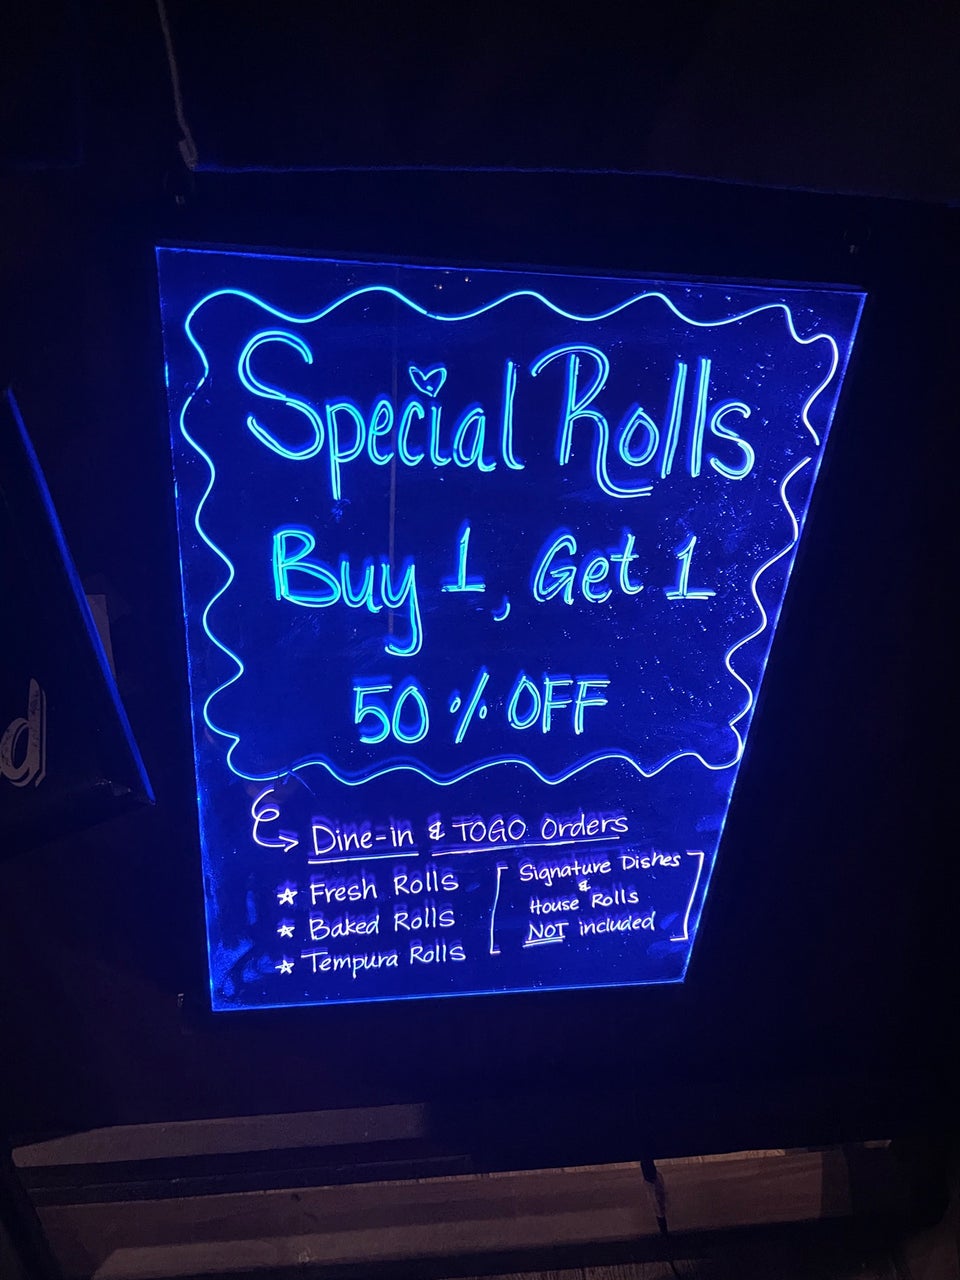 Special Rolls
Buy 1, Get 1
50% OFF
Dine-in & TOGO Orders
☆ Fresh Rolls
☆ Baked Rolls
☆ Tempura Rolls
[Signature Dishes
&
House Rolls
NOT included]
d